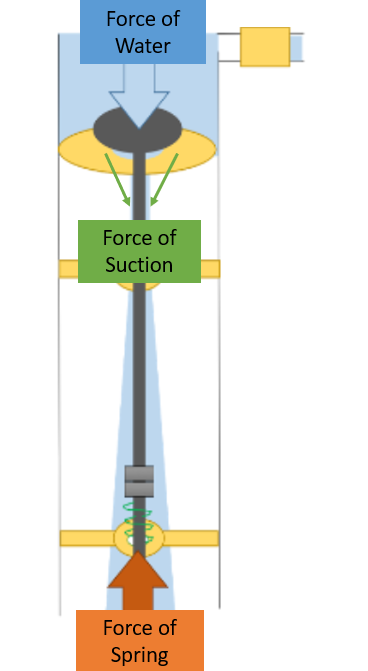 Force of
Water
Force of
Suction
Force of
Spring